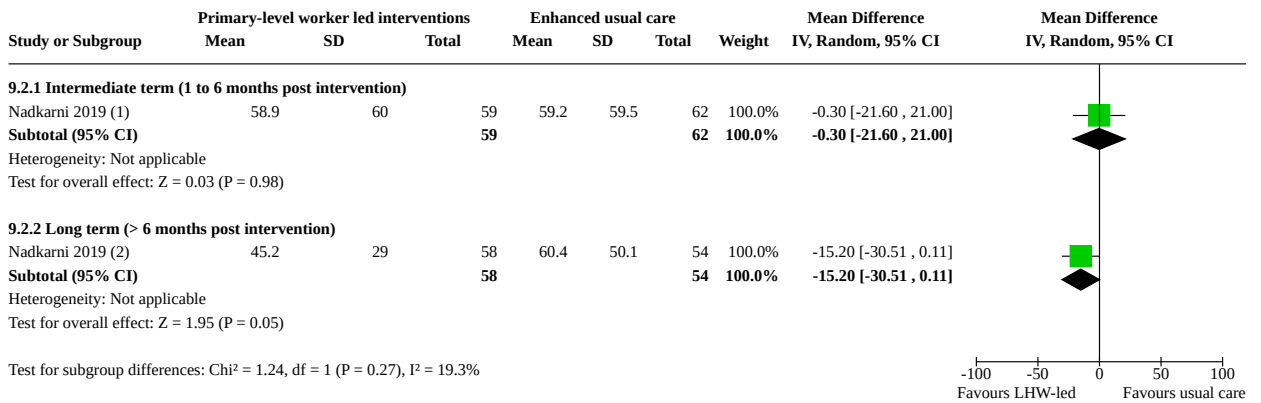 Primary-level worker led interventions Enhanced usual care Mean Difference Mean Difference
Study or Subgroup Mean SD Total Mean SD Total Weight IV, Random, 95% CI IV, Random, 95% CI
9.2.1 Intermediate term (1 to 6 months post intervention)
Nadkarni 2019 (1) 58.9 60 59 59.2 59.5 62 100.0% -0.30 [-21.60 , 21.00]
Subtotal (95% CI) 59 62 100.0% -0.30 [-21.60 , 21.00]
Heterogeneity: Not applicable
Test for overall effect: Z = 0.03 (P = 0.98)
9.2.2 Long term (> 6 months post intervention)
Nadkarni 2019 (2) 45.2 29 58 60.4 50.1 54 100.0% -15.20 [-30.51 , 0.11]
Subtotal (95% CI) 58 54 100.0% -15.20 [-30.51 , 0.11]
Heterogeneity: Not applicable
Test for overall effect: Z = 1.95 (P = 0.05)
Test for subgroup differences: Chi² = 1.24, df = 1 (P = 0.27), I² = 19.3%
-100 -50 0 50 100
Favours LHW-led Favours usual care